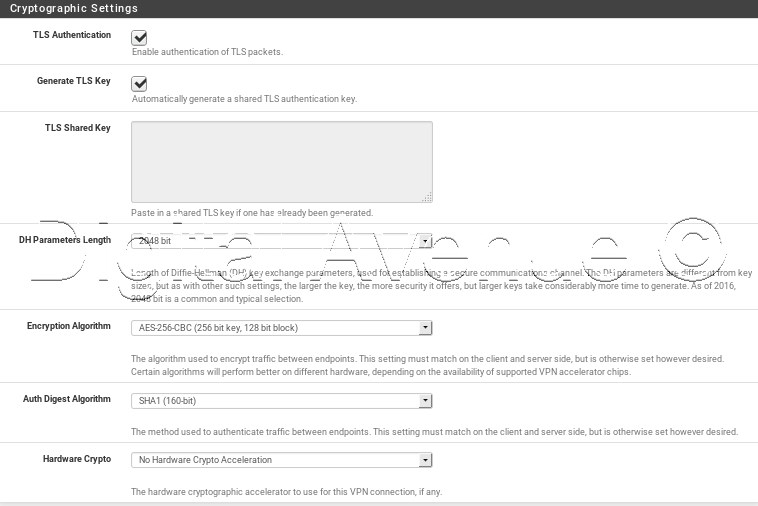 Cryptographic Settings
TLS Authentication
Enable authentication of TLS packets.
Generate TLS Key
Automatically generate a shared TLS authentication key.
TLS Shared Key
Paste in a shared TLS key if one has already been generated.
DH Parameters Length
2048 bit
Digital Avenue ©
Length of Diffie-Hellman (DH) key exchange parameters, used for establishing a secure communications channel. The DH parameters are different from key
sizes, but as with other such settings, the larger the key, the more security it offers, but larger keys take considerably more time to generate. As of 2016,
2048 bit is a common and typical selection.
Encryption Algorithm
AES-256-CBC (256 bit key, 128 bit block)
The algorithm used to encrypt traffic between endpoints. This setting must match on the client and server side, but is otherwise set however desired.
Certain algorithms will perform better on different hardware, depending on the availability of supported VPN accelerator chips.
Auth Digest Algorithm
SHA1 (160-bit)
The method used to authenticate traffic between endpoints. This setting must match on the client and server side, but is otherwise set however desired.
Hardware Crypto
No Hardware Crypto Acceleration
The hardware cryptographic accelerator to use for this VPN connection, if any.